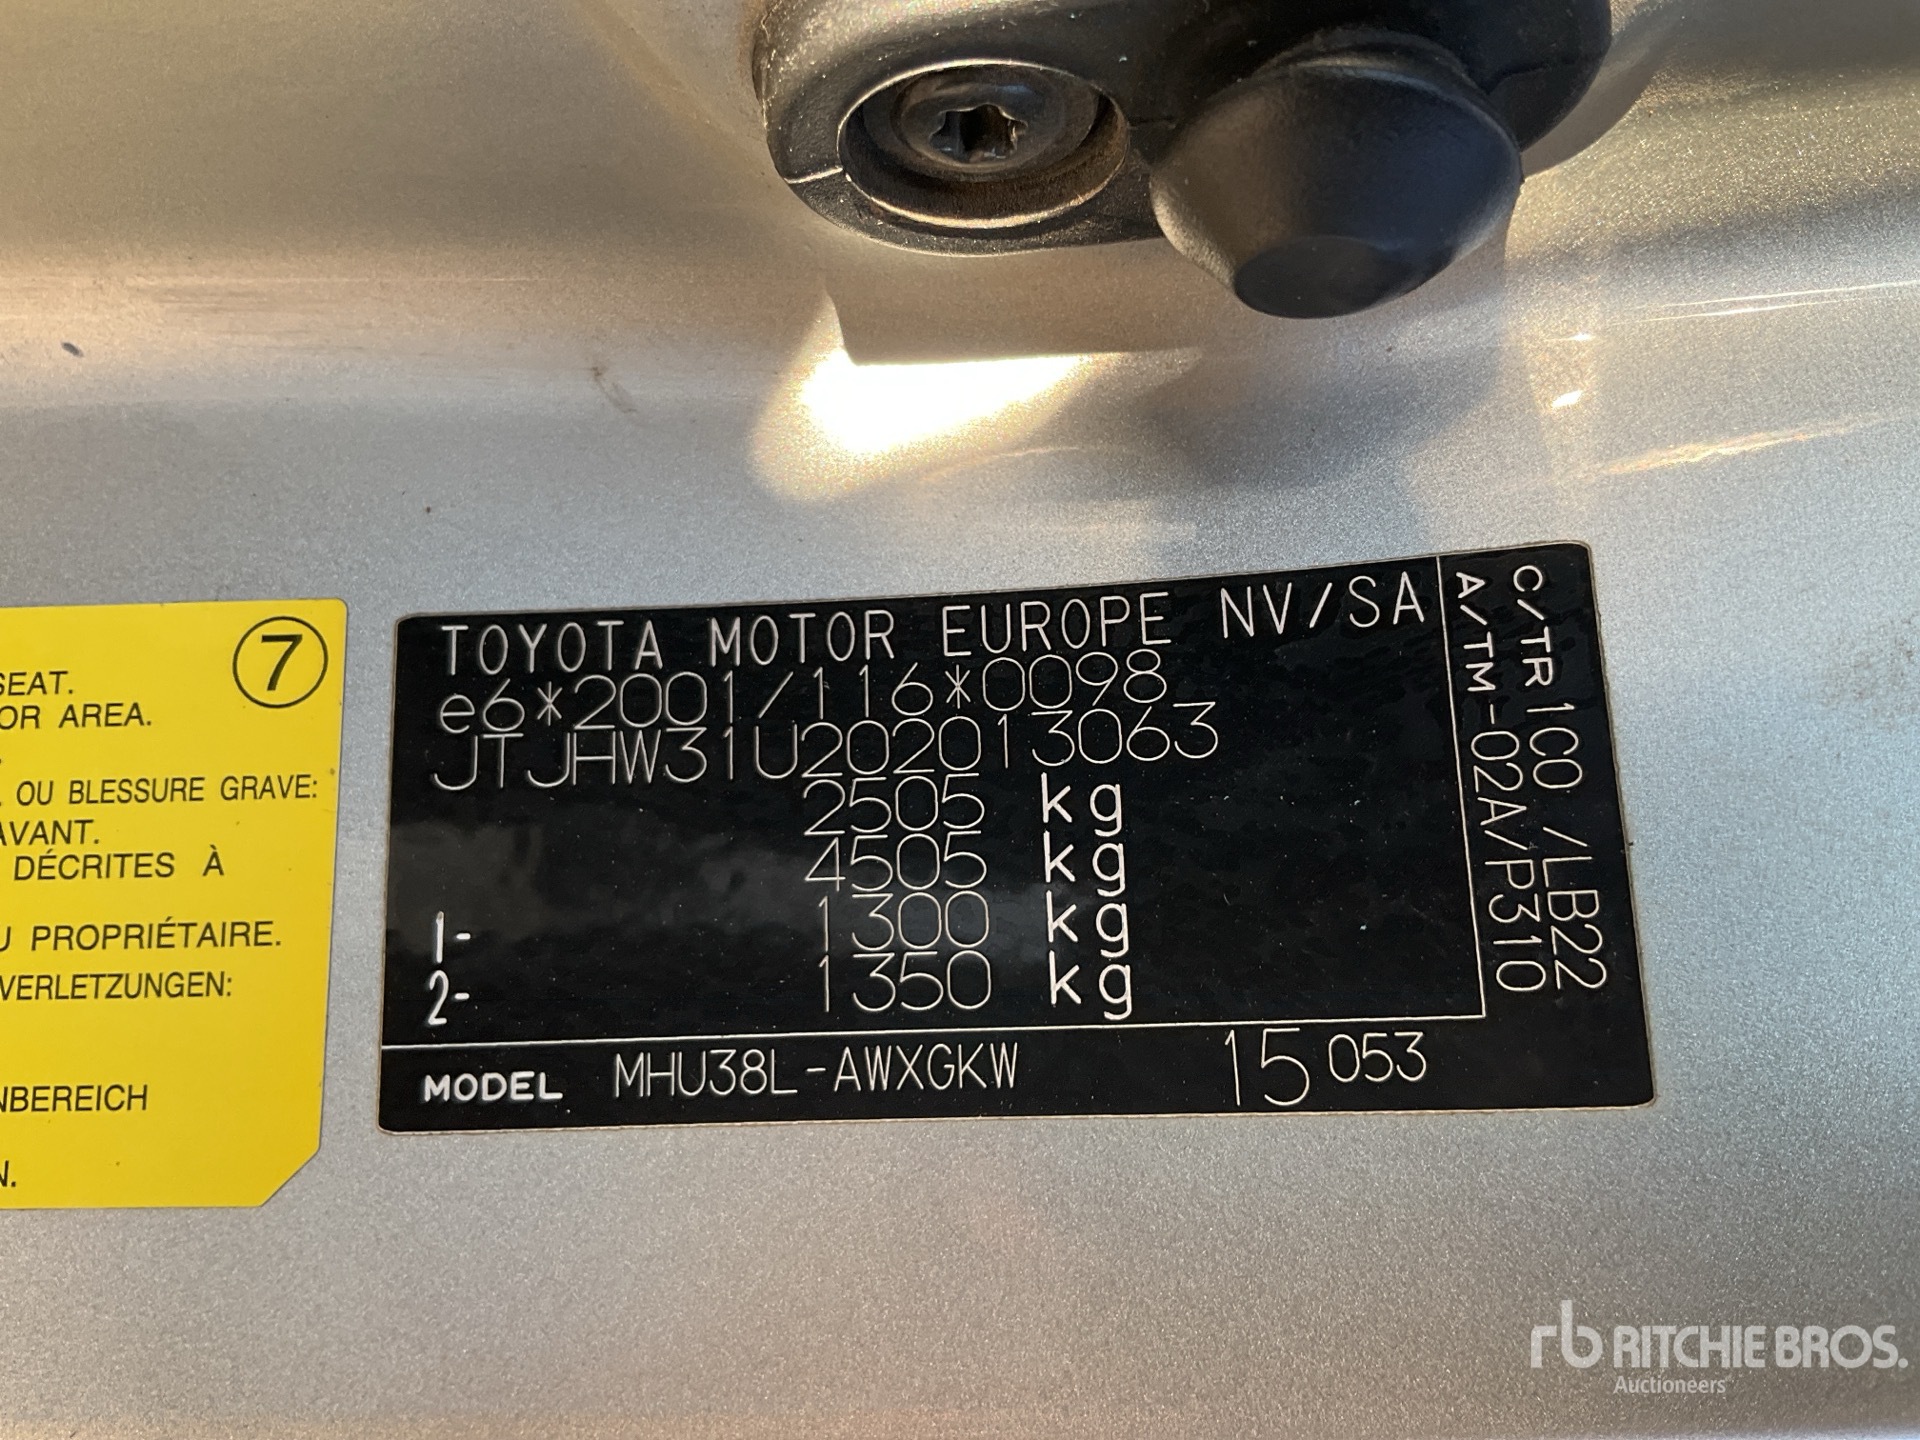 7
SEAT.
OR AREA.
OU BLESSURE GRAVE:
AVANT.
DÉCRITES À
U PROPRIÉTAIRE.
VERLETZUNGEN:
NBEREICH
N.
TOYOTA MOTOR EUROPE NV/SA
e6*2001/116*0098
JTJHW31U202013063
2505 kg
4505 kg
1- 1300 kg
2- 1350 kg
MODEL MHU38L-AWXGKW 15 053
C/TR 1C0 /LB22
A/TM-02A/P310
rb RITCHIE BROS.
Auctioneers